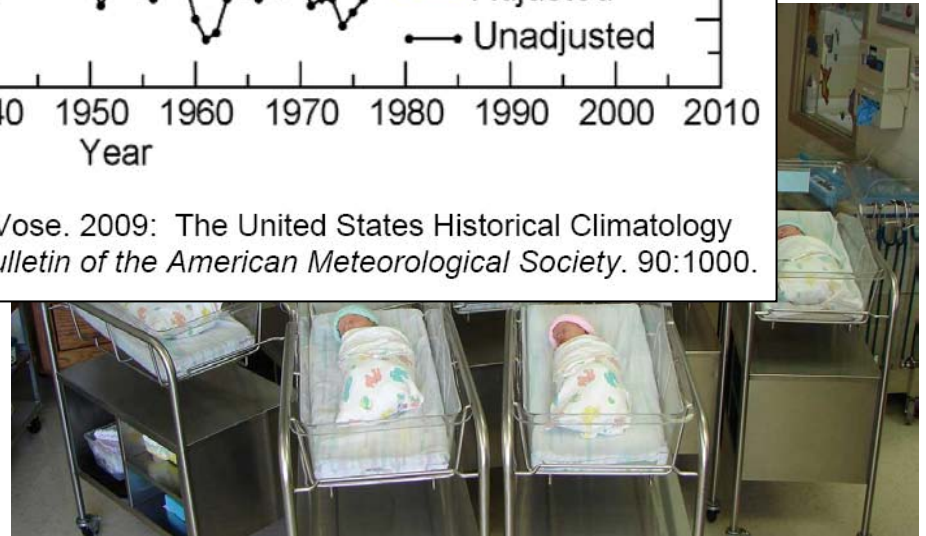 Unadjusted
1950 1960 1970 1980 1990 2000 2010
Year
Vose. 2009: The United States Historical Climatology
Bulletin of the American Meteorological Society. 90:1000.